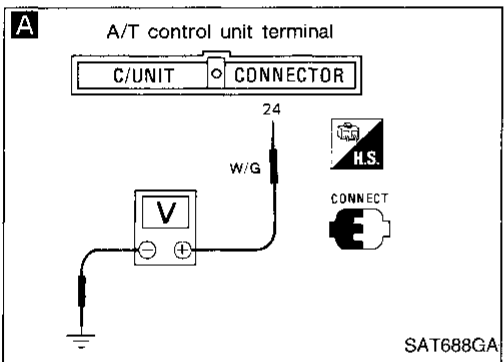 A
A/T control unit terminal
C/UNIT CONNECTOR
24
W/G
H.S.
CONNECT
V
SAT688GA